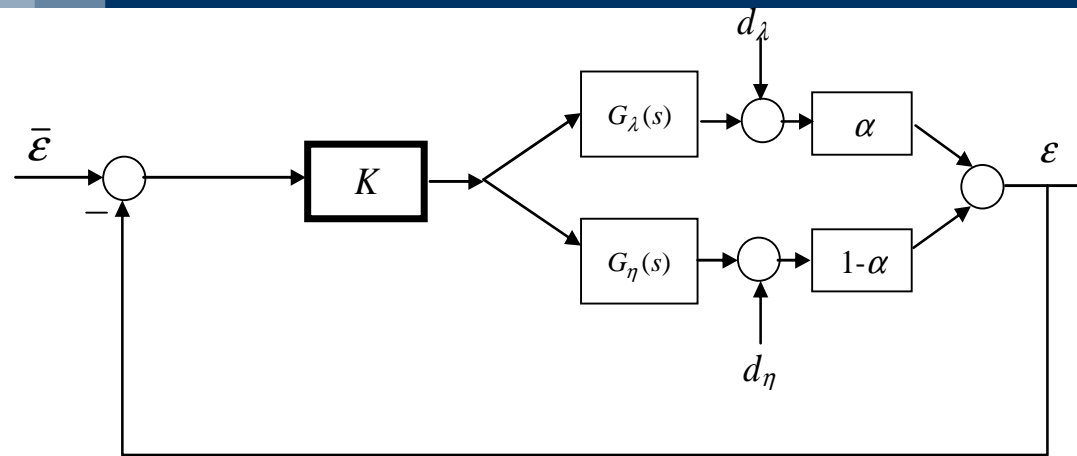 d_λ
G_λ(s)
α
ε̄
ε
K
−
G_η(s)
1-α
d_η